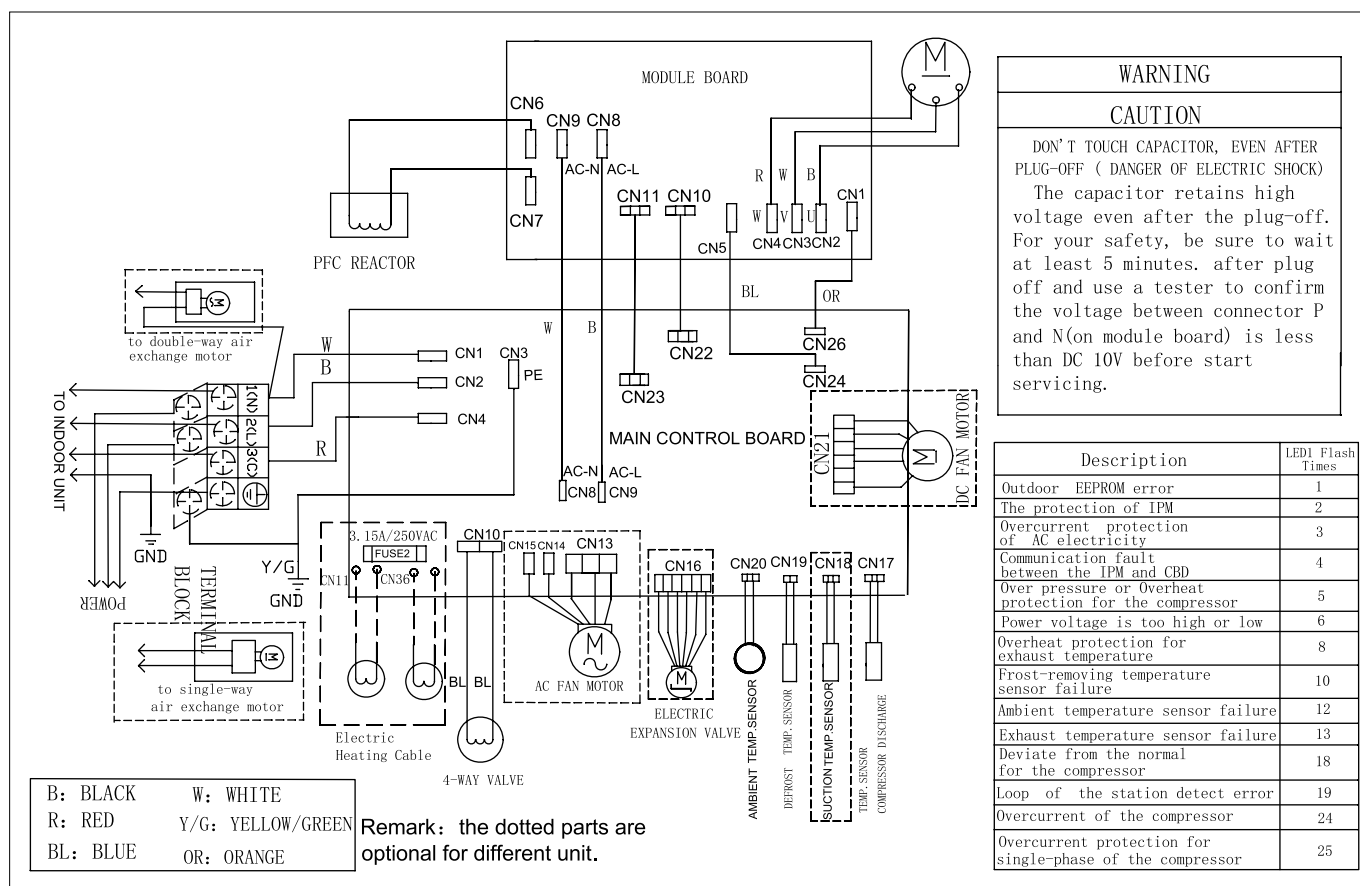 MODULE BOARD
M
CN6
CN9 CN8
AC-N AC-L
CN7
CN11 CN10
R W B
W V U
CN5 CN4 CN3 CN2
CN1
PFC REACTOR
BL
OR
W
B
CN22
CN26
CN23
CN24
M
to double-way air
exchange motor
W
B
R
CN1
CN2
CN4
CN3
PE
TO INDOOR UNIT
1(N) 2(L) 3(C)
MAIN CONTROL BOARD
CN21
M
DC FAN MOTOR
AC-N AC-L
CN8 CN9
GND
Y/G
GND
POWER
TERMINAL
BLOCK
3.15A/250VAC
FUSE2
CN11 CN36
CN10
CN15 CN14 CN13
CN16
CN20 CN19 CN18 CN17
M
to single-way
air exchange motor
Electric
Heating Cable
BL BL
4-WAY VALVE
M
AC FAN MOTOR
M
ELECTRIC
EXPANSION VALVE
AMBIENT TEMP.SENSOR
DEFROST TEMP.SENSOR
SUCTION TEMP.SENSOR
TEMP.SENSOR
COMPRESSOR DISCHARGE
B: BLACK W: WHITE
R: RED Y/G: YELLOW/GREEN
BL: BLUE OR: ORANGE
Remark: the dotted parts are
optional for different unit.
WARNING
CAUTION
DON'T TOUCH CAPACITOR, EVEN AFTER
PLUG-OFF ( DANGER OF ELECTRIC SHOCK)
The capacitor retains high
voltage even after the plug-off.
For your safety, be sure to wait
at least 5 minutes. after plug
off and use a tester to confirm
the voltage between connector P
and N(on module board) is less
than DC 10V before start
servicing.
Description LED1 Flash
Times
Outdoor EEPROM error 1
The protection of IPM 2
Overcurrent protection
of AC electricity 3
Communication fault
between the IPM and CBD 4
Over pressure or Overheat
protection for the compressor 5
Power voltage is too high or low 6
Overheat protection for
exhaust temperature 8
Frost-removing temperature
sensor failure 10
Ambient temperature sensor failure 12
Exhaust temperature sensor failure 13
Deviate from the normal
for the compressor 18
Loop of the station detect error 19
Overcurrent of the compressor 24
Overcurrent protection for
single-phase of the compressor 25